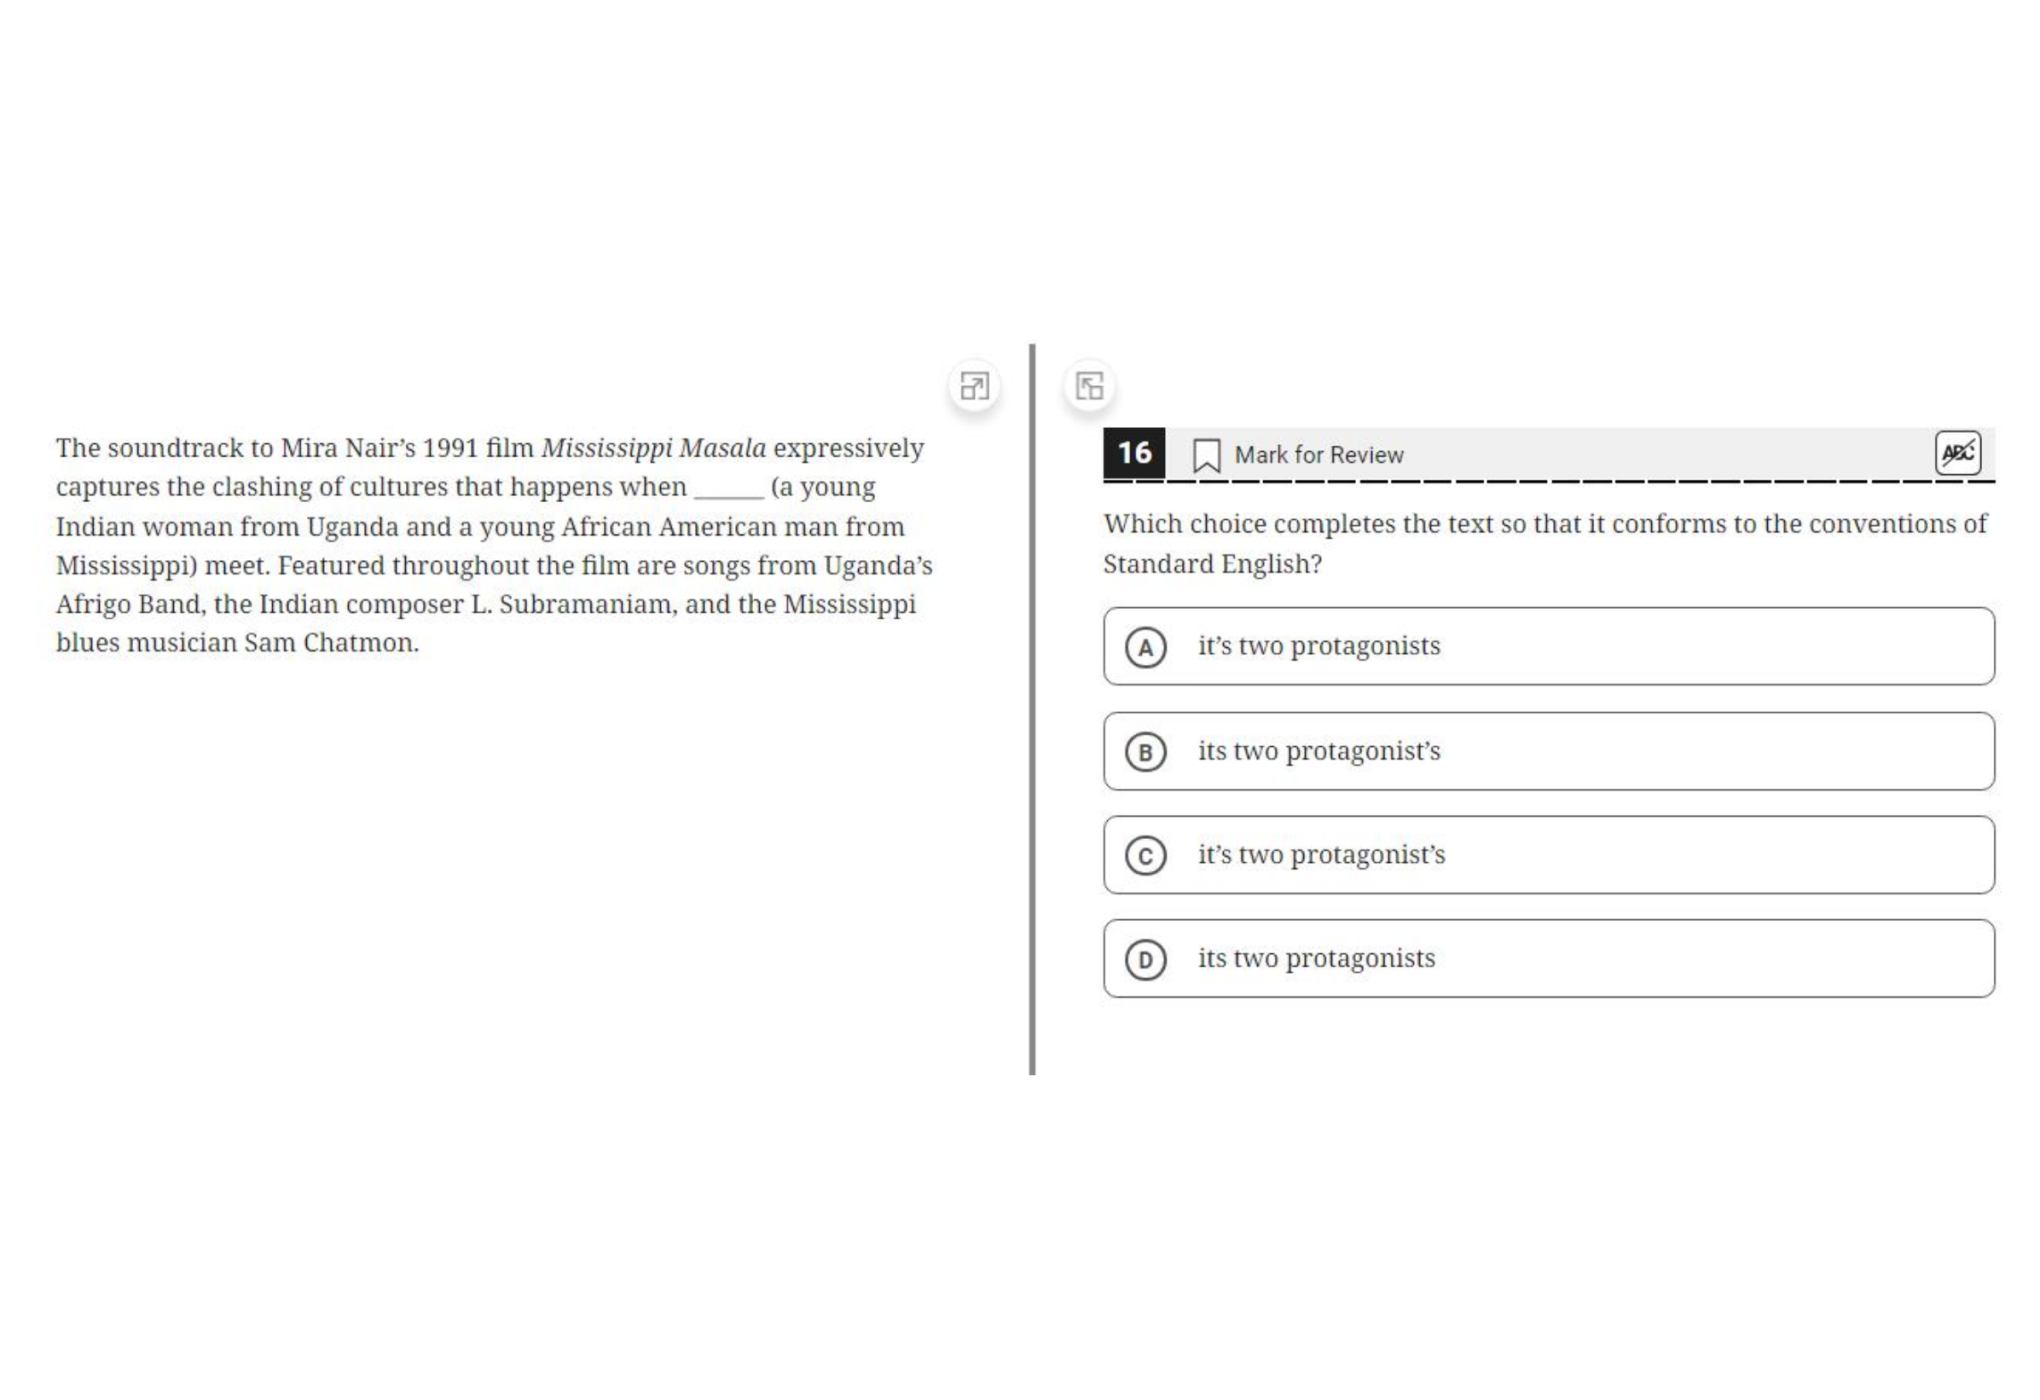 The soundtrack to Mira Nair’s 1991 film Mississippi Masala expressively
captures the clashing of cultures that happens when ______ (a young
Indian woman from Uganda and a young African American man from
Mississippi) meet. Featured throughout the film are songs from Uganda’s
Afrigo Band, the Indian composer L. Subramaniam, and the Mississippi
blues musician Sam Chatmon.
16 Mark for Review ABC
Which choice completes the text so that it conforms to the conventions of
Standard English?
A it’s two protagonists
B its two protagonist’s
C it’s two protagonist’s
D its two protagonists